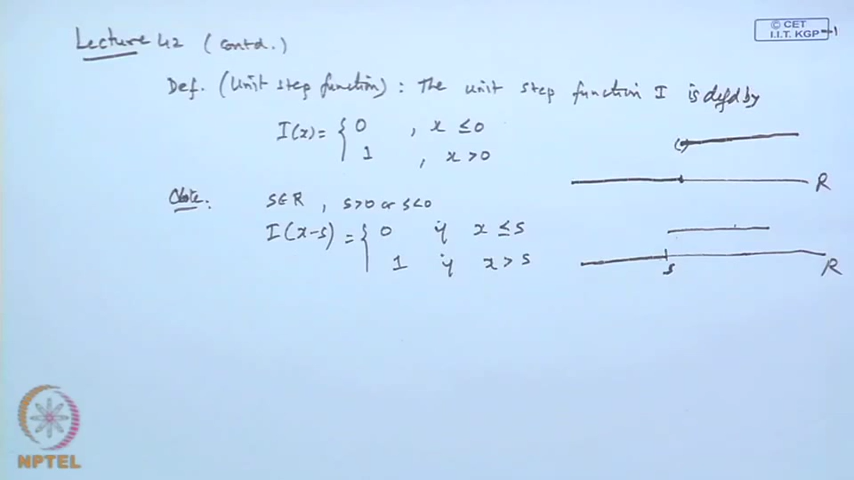 © CET
I.I.T. KGP
Lecture 42 (contd.)
Def. (Unit step function) : The unit step function I is defd by
I(x) = { 0 , x ≤ 0
1 , x > 0
R
Note: S∈R , s>0 or s<0
I(x-s) = { 0 if x ≤ s
1 if x > s
s
R
NPTEL